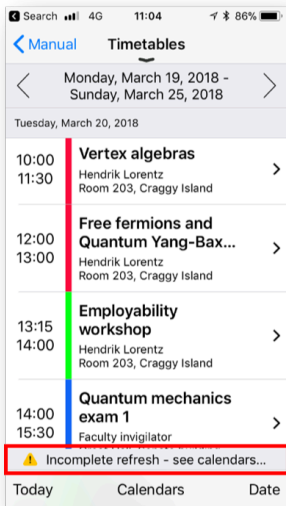 Search 4G 11:04 86%
Manual Timetables
Monday, March 19, 2018 -
Sunday, March 25, 2018
Tuesday, March 20, 2018
10:00
11:30
Vertex algebras
Hendrik Lorentz
Room 203, Craggy Island
12:00
13:00
Free fermions and
Quantum Yang-Bax...
Hendrik Lorentz
Room 203, Craggy Island
13:15
14:00
Employability
workshop
Hendrik Lorentz
Room 203, Craggy Island
14:00
15:30
Quantum mechanics
exam 1
Faculty invigilator
Incomplete refresh - see calendars...
Today Calendars Date